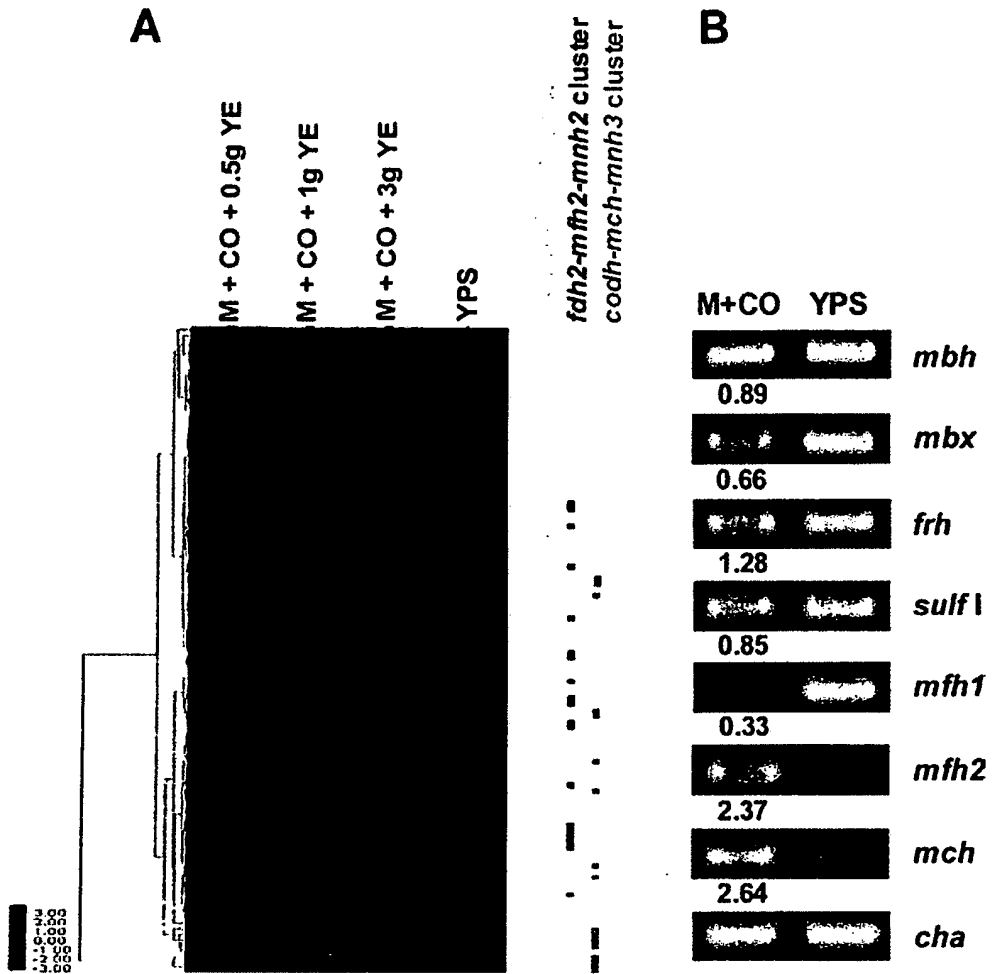 A
B
M + CO + 0.5g YE
M + CO + 1g YE
M + CO + 3g YE
YPS
fdh2-mfh2-mnh2 cluster
codh-mch-mnh3 cluster
M+CO YPS
mbh
0.89
mbx
0.66
frh
1.28
sulf I
0.85
mfh1
0.33
mfh2
2.37
mch
2.64
cha
3.00
2.00
1.00
0.00
-1.00
-2.00
-3.00